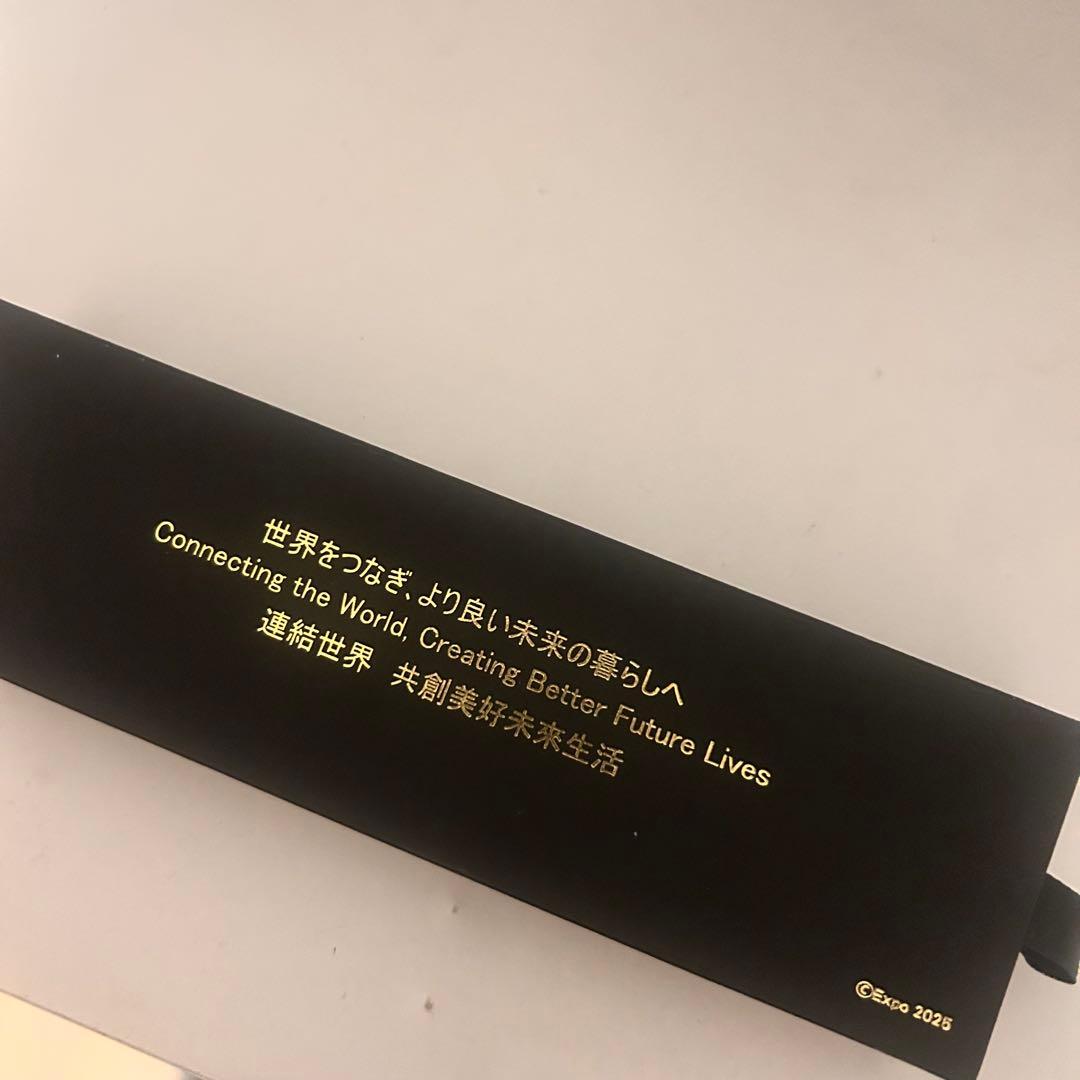 世界をつなぎ、より良い未来の暮らしへ
Connecting the World, Creating Better Future Lives
連結世界 共創美好未來生活
©Expo 2025